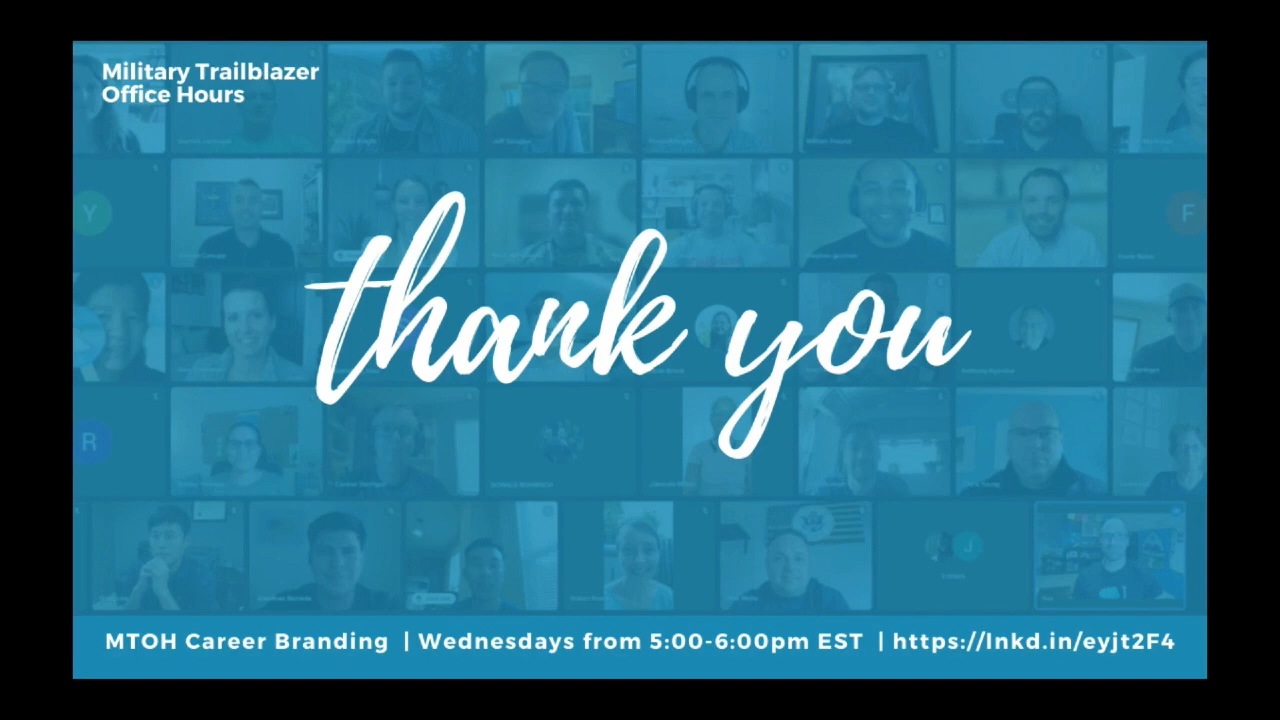 Military Trailblazer
Office Hours
Y
F
thank you
R
J
MTOH Career Branding | Wednesdays from 5:00-6:00pm EST | https://lnkd.in/eyjt2F4